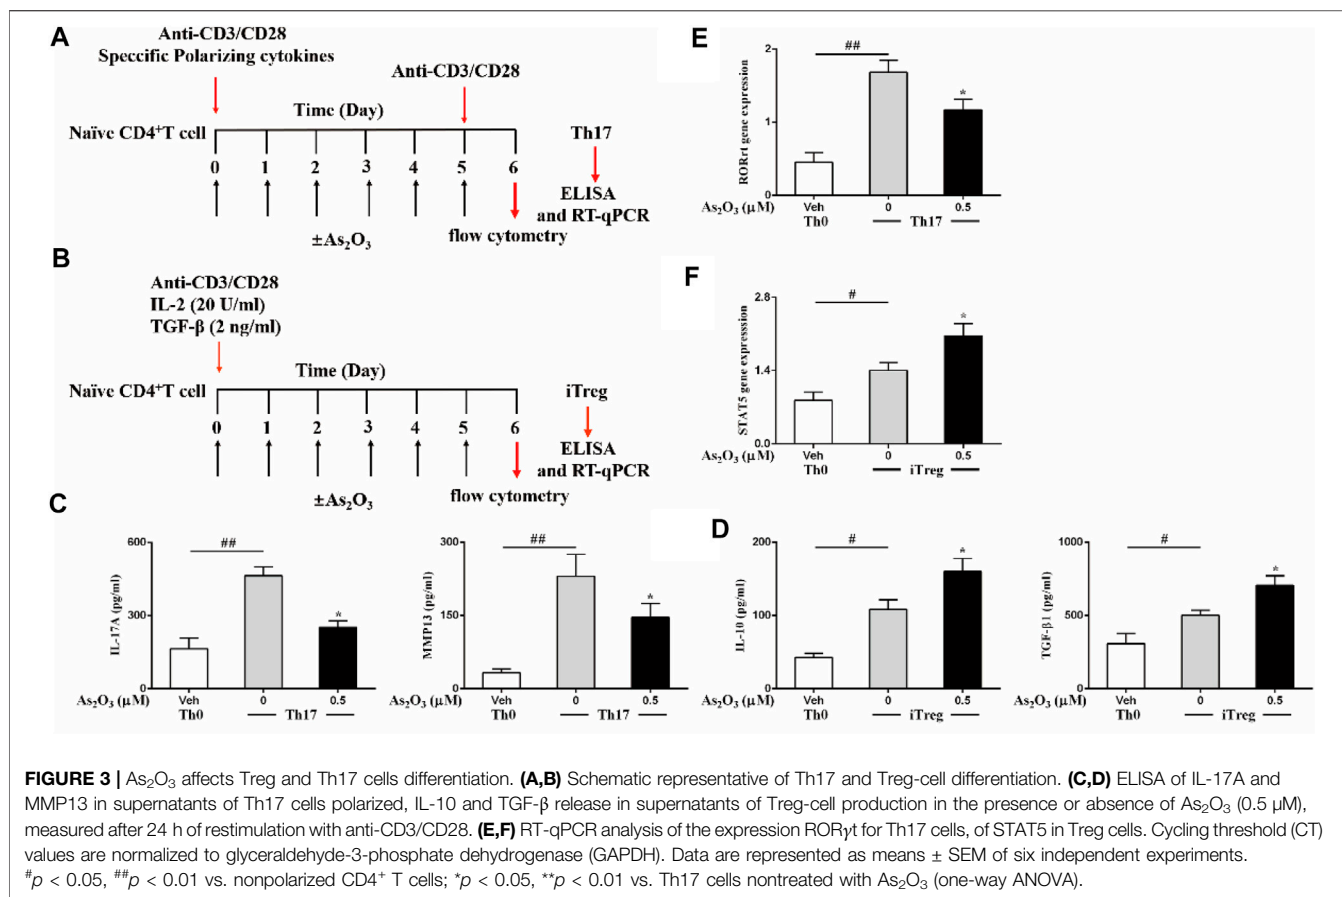 A
Anti-CD3/CD28
Speccific Polarizing cytokines
Anti-CD3/CD28
Time (Day)
Naïve CD4⁺T cell
Th17
0 1 2 3 4 5 6
ELISA
and RT-qPCR
±As₂O₃
flow cytometry
B
Anti-CD3/CD28
IL-2 (20 U/ml)
TGF-β (2 ng/ml)
Time (Day)
Naïve CD4⁺T cell
iTreg
0 1 2 3 4 5 6
ELISA
and RT-qPCR
±As₂O₃
flow cytometry
C
IL-17A (pg/ml)
600
300
0
##
*
As₂O₃ (μM) Veh 0 0.5
Th0 Th17
MMP13 (pg/ml)
300
150
0
##
*
As₂O₃ (μM) Veh 0 0.5
Th0 Th17
D
IL-10 (pg/ml)
200
100
0
#
*
As₂O₃ (μM) Veh 0 0.5
Th0 iTreg
TGF-β1 (pg/ml)
1000
500
0
#
*
As₂O₃ (μM) Veh 0 0.5
Th0 iTreg
E
RORrt gene expression
2
1
0
##
*
As₂O₃ (μM) Veh 0 0.5
Th0 Th17
F
STAT5 gene expresssion
2.8
1.4
0.0
#
*
As₂O₃ (μM) Veh 0 0.5
Th0 iTreg
FIGURE 3 | As₂O₃ affects Treg and Th17 cells differentiation. (A,B) Schematic representative of Th17 and Treg-cell differentiation. (C,D) ELISA of IL-17A and
MMP13 in supernatants of Th17 cells polarized, IL-10 and TGF-β release in supernatants of Treg-cell production in the presence or absence of As₂O₃ (0.5 μM),
measured after 24 h of restimulation with anti-CD3/CD28. (E,F) RT-qPCR analysis of the expression RORγt for Th17 cells, of STAT5 in Treg cells. Cycling threshold (CT)
values are normalized to glyceraldehyde-3-phosphate dehydrogenase (GAPDH). Data are represented as means ± SEM of six independent experiments.
#p < 0.05, ##p < 0.01 vs. nonpolarized CD4⁺ T cells; *p < 0.05, **p < 0.01 vs. Th17 cells nontreated with As₂O₃ (one-way ANOVA).